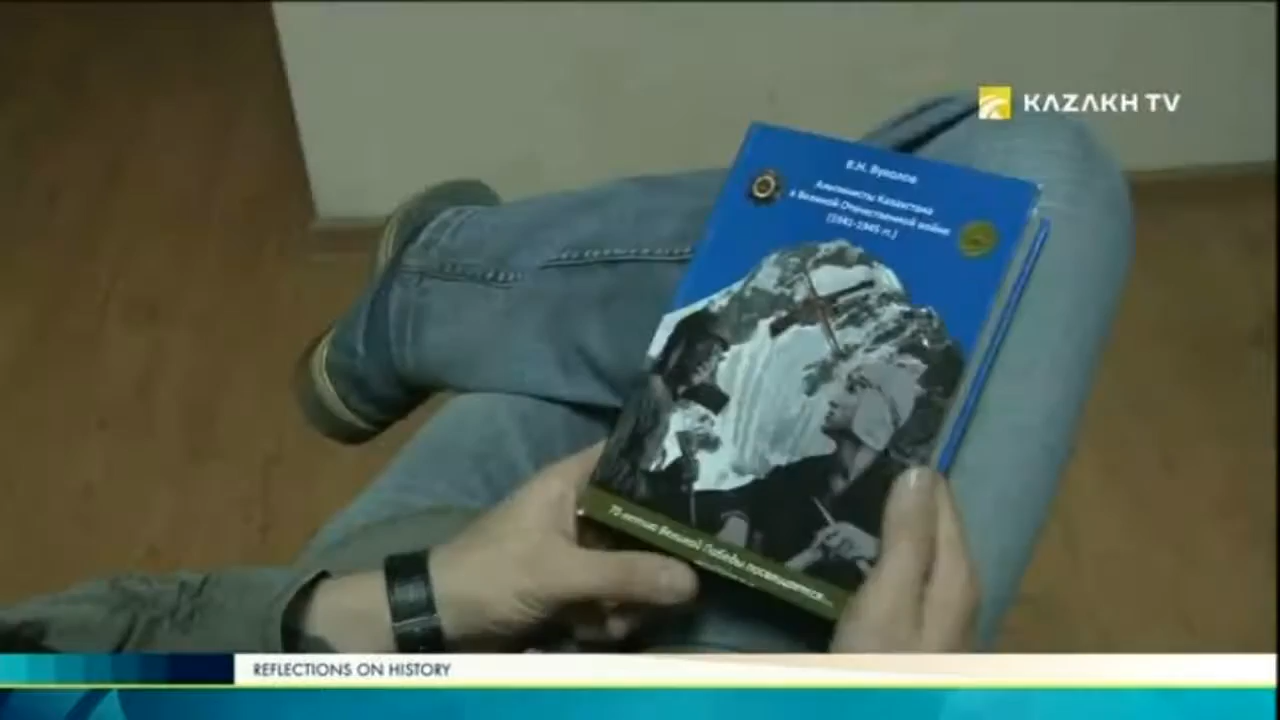 KAZAKH TV
В.Н. Вуколов
Альпинисты Казахстана
в Великой Отечественной войне
(1941-1945 гг.)
70-летию Великой Победы посвящается...
REFLECTIONS ON HISTORY